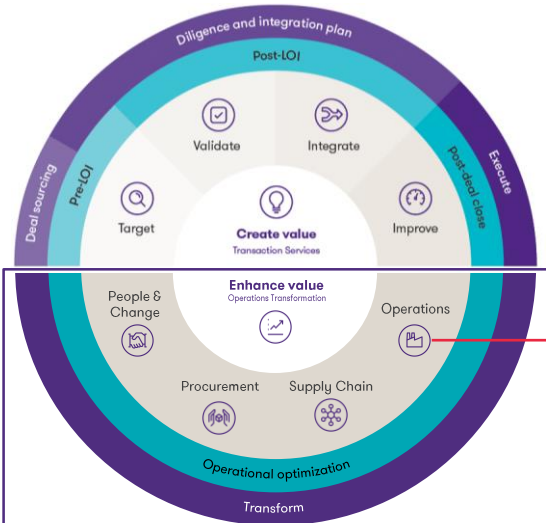 Diligence and integration plan
Post-LOI
Deal sourcing
Pre-LOI
Execute
Post-deal close
Validate
Integrate
Target
Improve
Create value
Transaction Services
Enhance value
Operations Transformation
People &
Change
Operations
Procurement
Supply Chain
Operational optimization
Transform